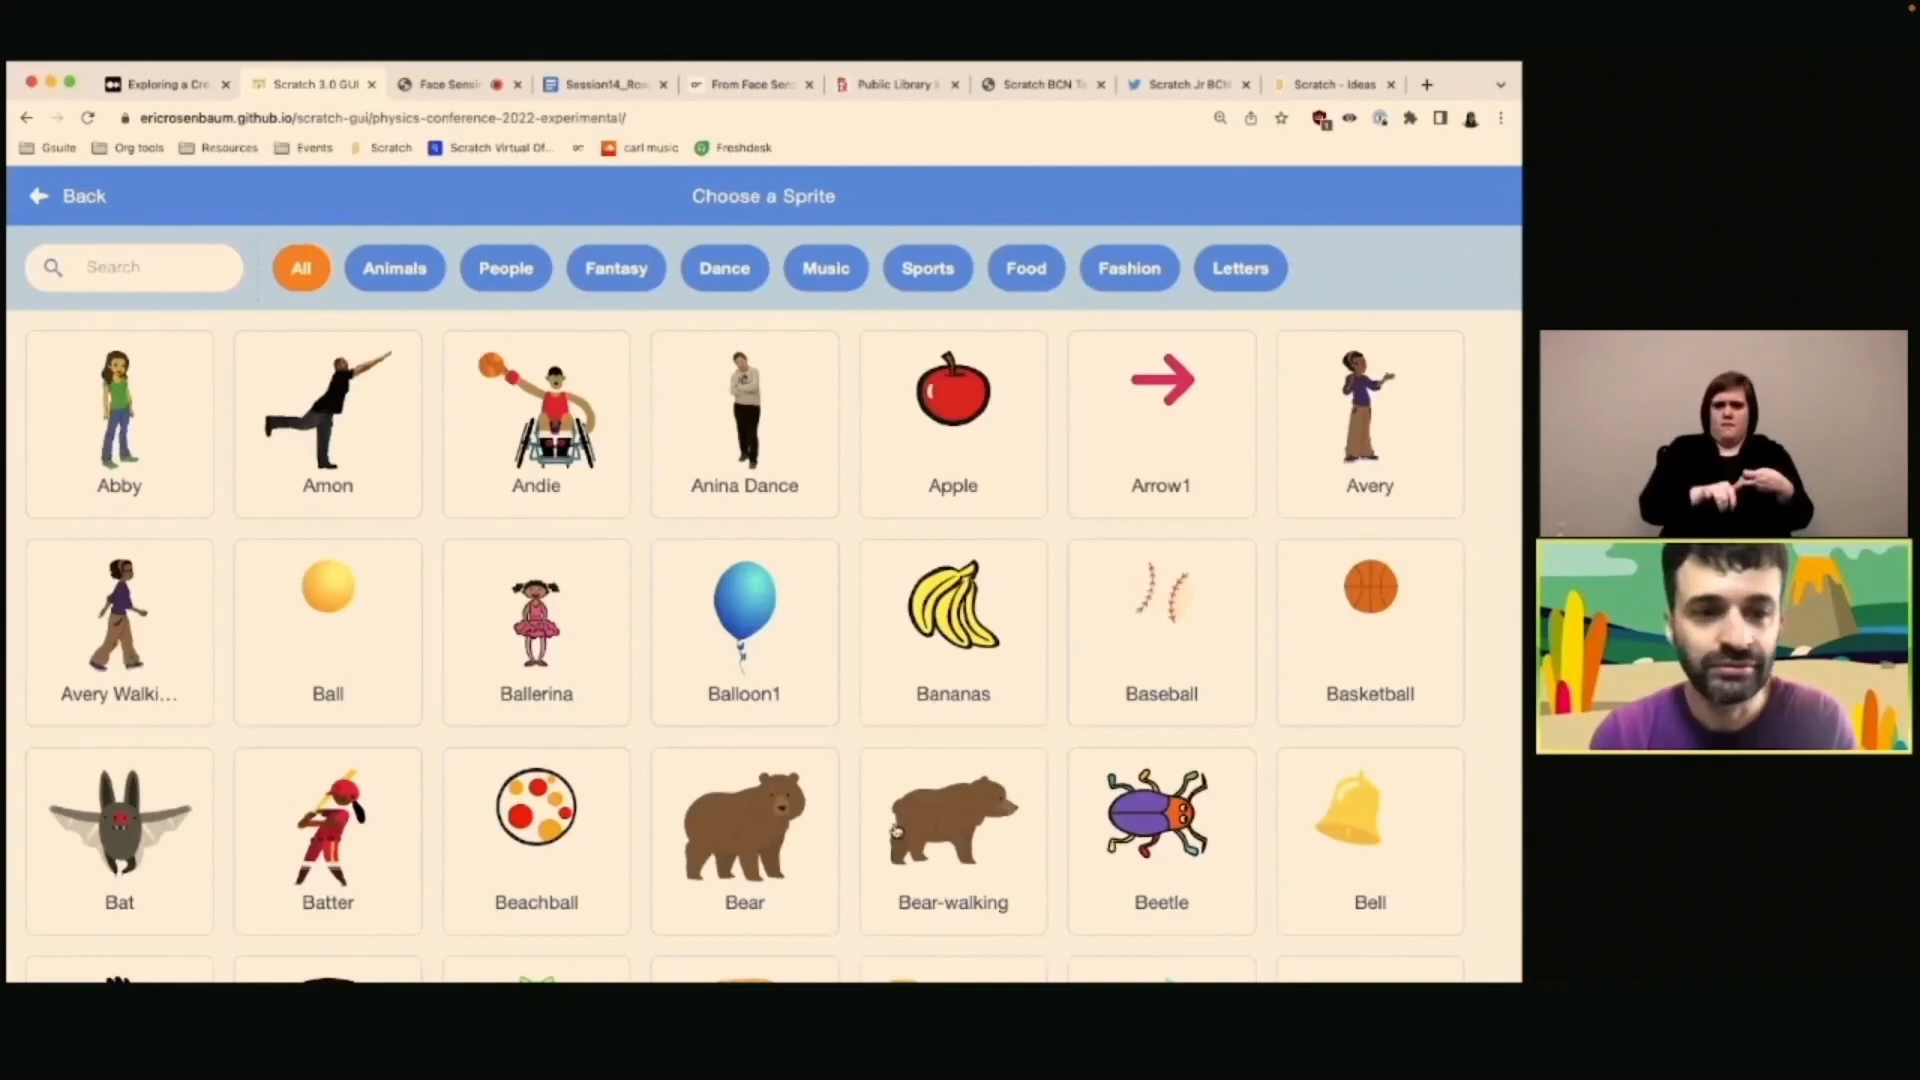 Exploring a Cre
Scratch 3.0 GUI
Face Sensin
Session14_Ros
From Face Sens
Public Library
Scratch BCN Ta
Scratch Jr BCN
Scratch - Ideas
ericrosenbaum.github.io/scratch-gui/physics-conference-2022-experimental/
Gsuite
Org tools
Resources
Events
Scratch
Scratch Virtual Of...
carl music
Freshdesk
Back
Choose a Sprite
Search
All
Animals
People
Fantasy
Dance
Music
Sports
Food
Fashion
Letters
Abby
Amon
Andie
Anina Dance
Apple
Arrow1
Avery
Avery Walki...
Ball
Ballerina
Balloon1
Bananas
Baseball
Basketball
Bat
Batter
Beachball
Bear
Bear-walking
Beetle
Bell